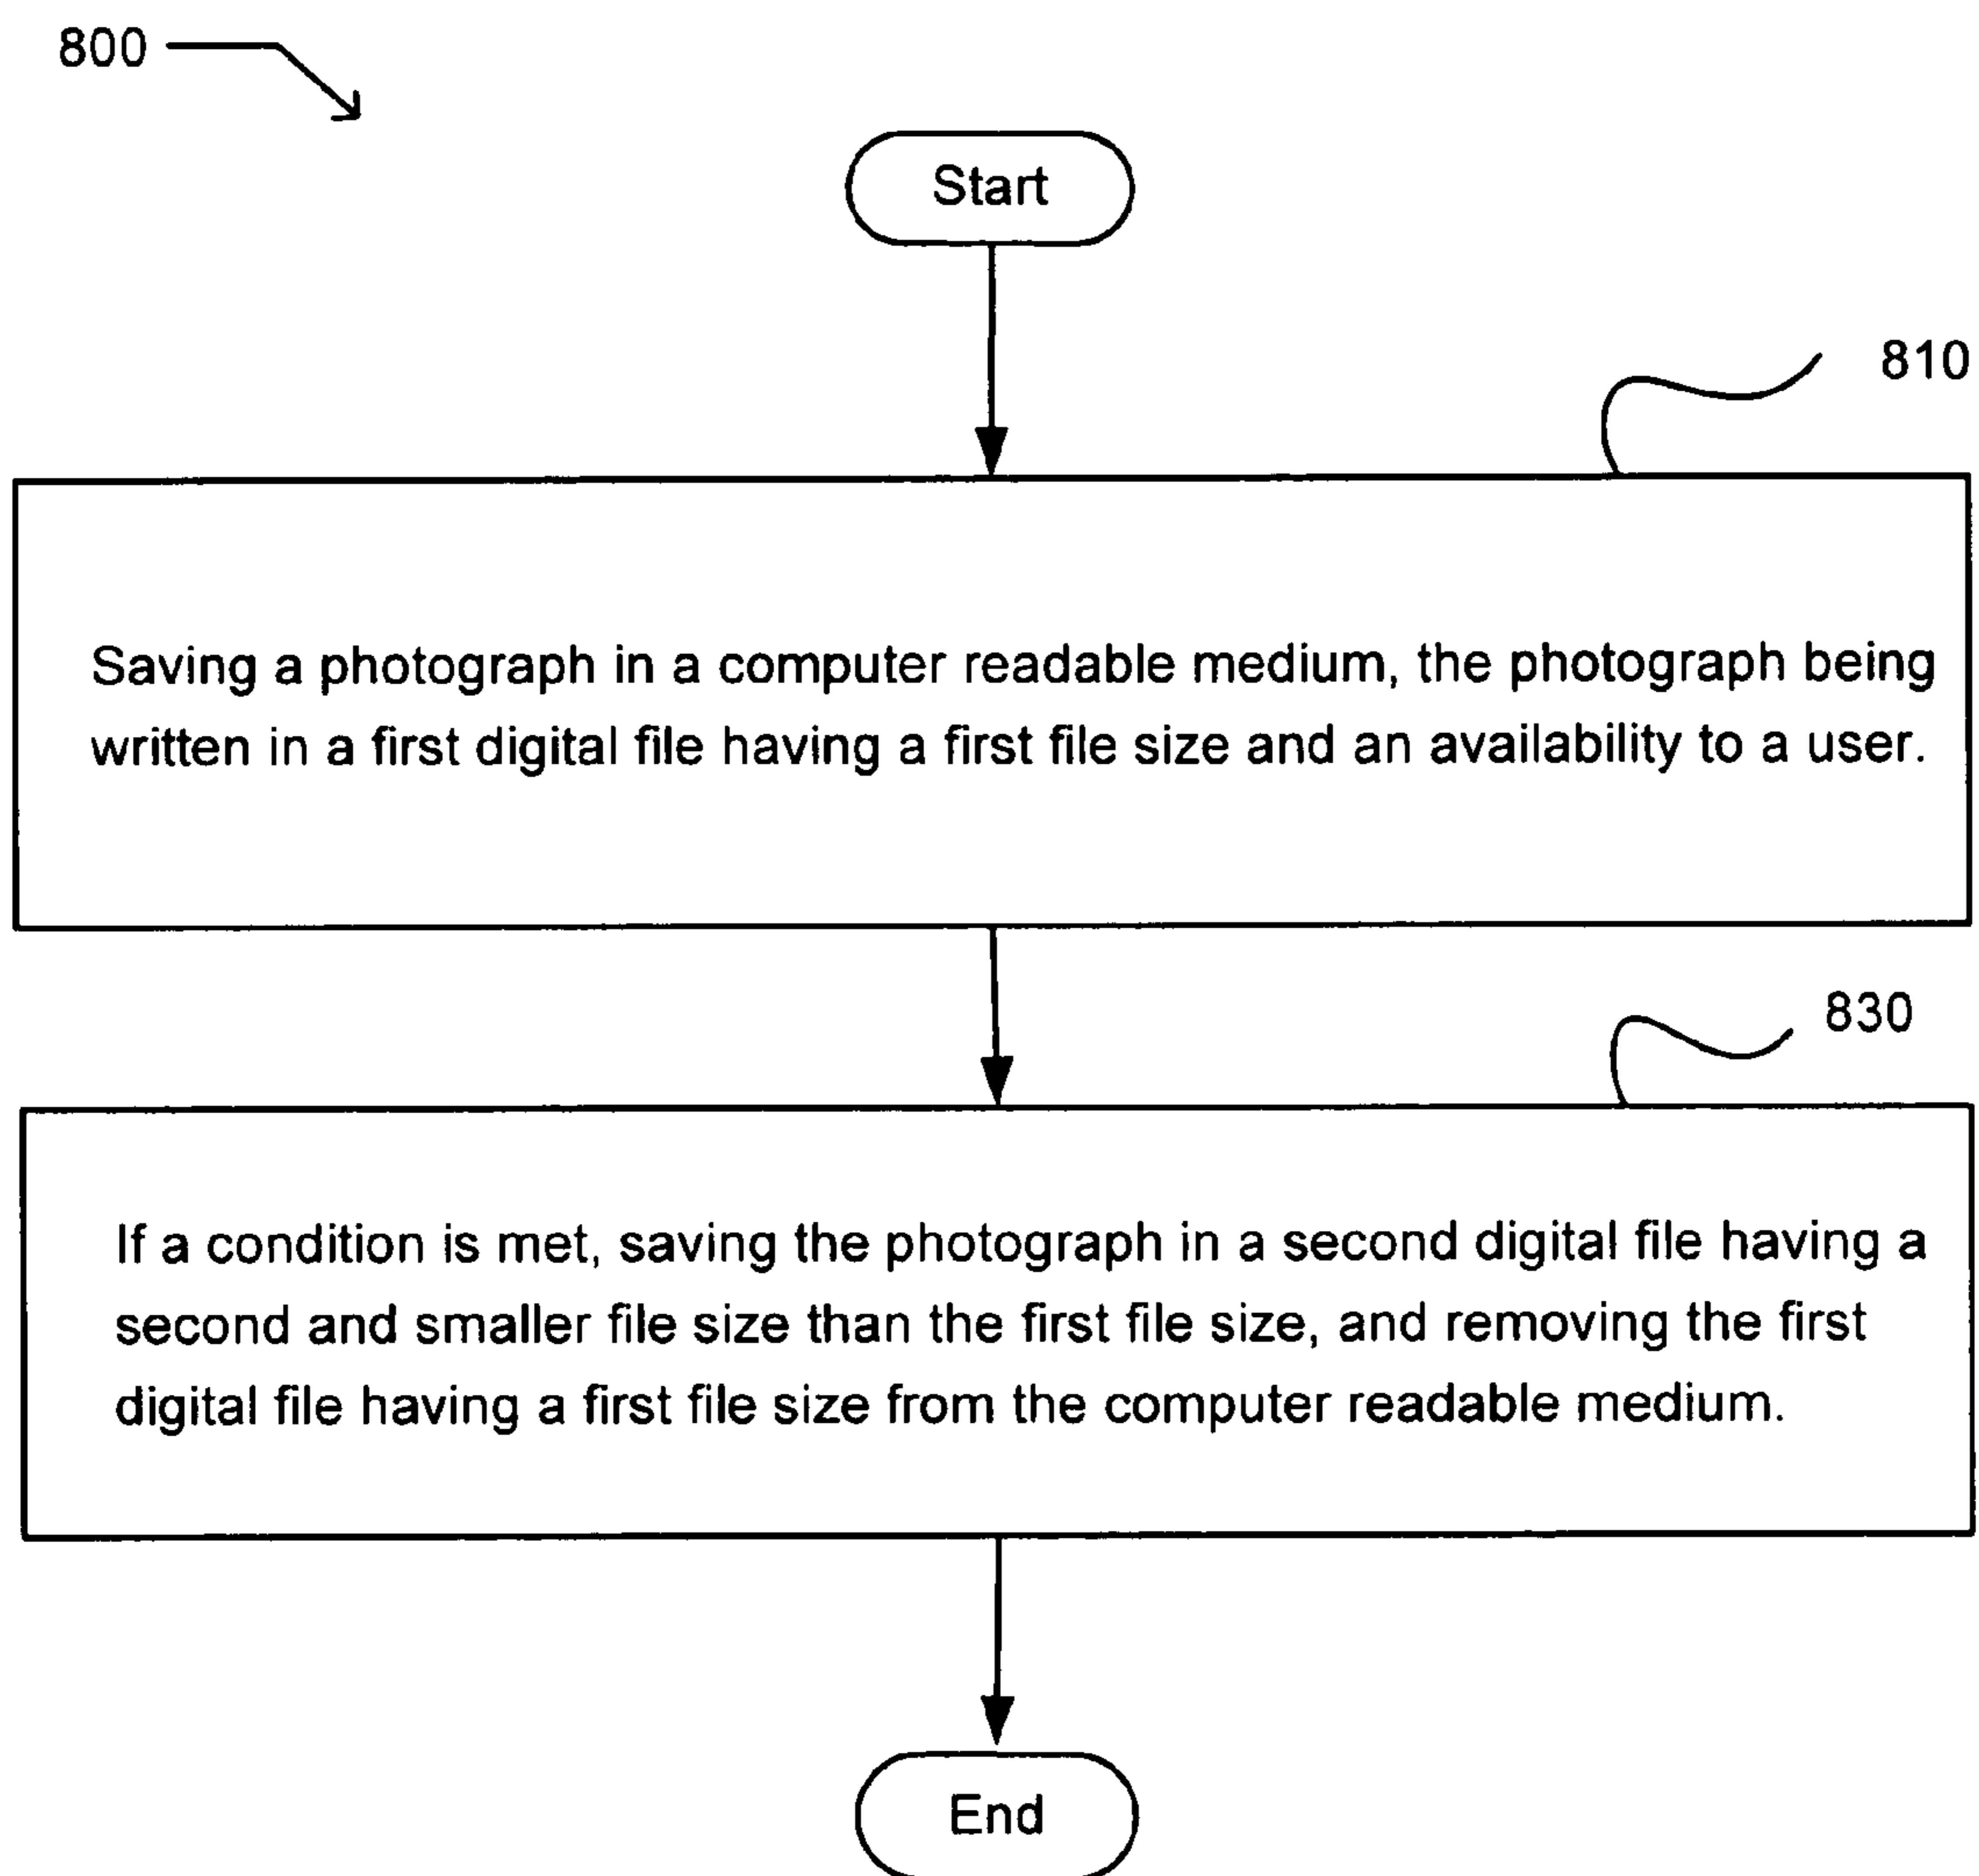 800
Start
810
Saving a photograph in a computer readable medium, the photograph being
written in a first digital file having a first file size and an availability to a user.
830
If a condition is met, saving the photograph in a second digital file having a
second and smaller file size than the first file size, and removing the first
digital file having a first file size from the computer readable medium.
End